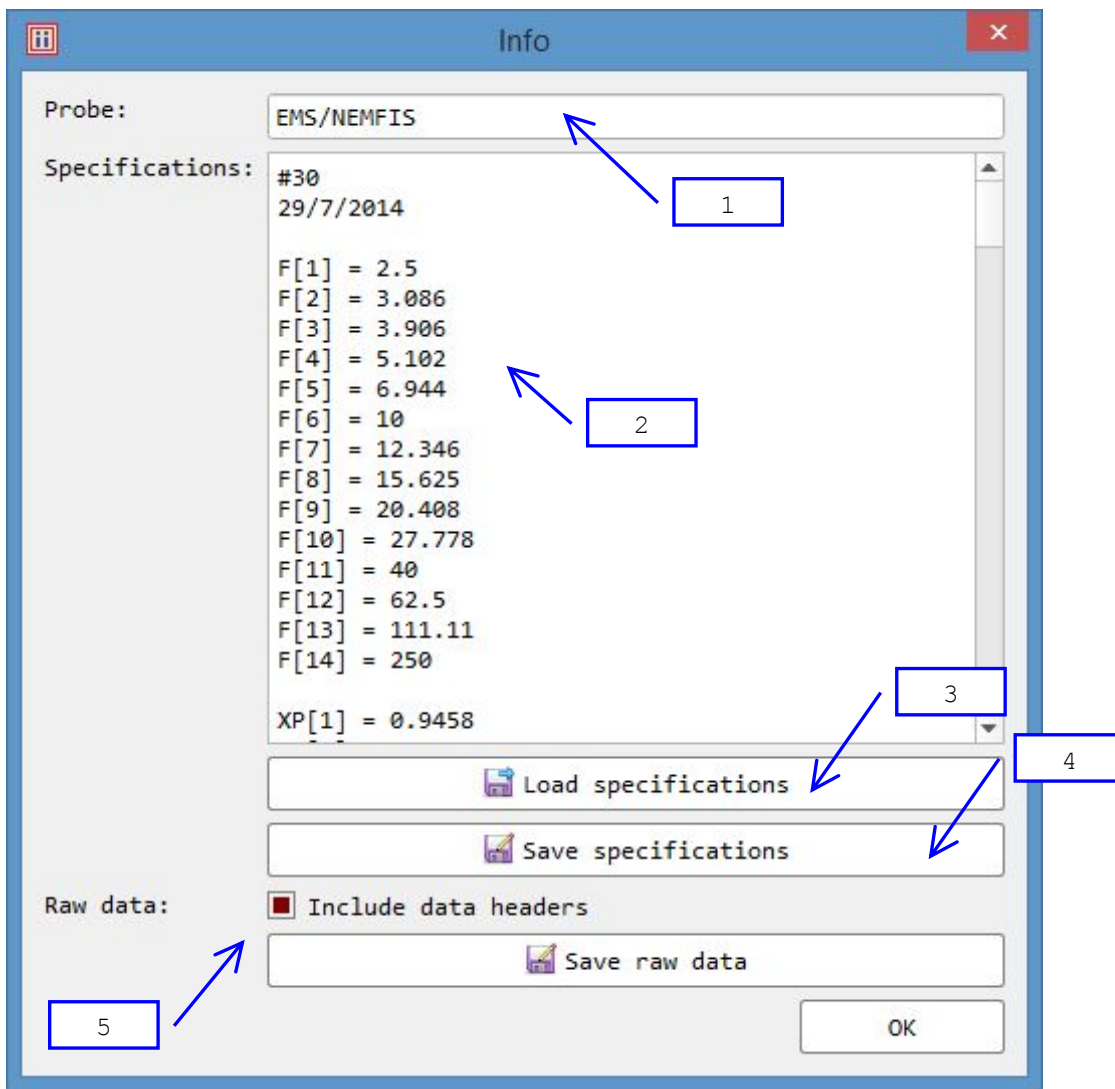 Info
Probe:
EMS/NEMFIS
Specifications:
#30
29/7/2014
1
F[1] = 2.5
F[2] = 3.086
F[3] = 3.906
F[4] = 5.102
F[5] = 6.944
F[6] = 10
2
F[7] = 12.346
F[8] = 15.625
F[9] = 20.408
F[10] = 27.778
F[11] = 40
F[12] = 62.5
F[13] = 111.11
F[14] = 250
3
XP[1] = 0.9458
4
Load specifications
Save specifications
Raw data:
Include data headers
Save raw data
5
OK